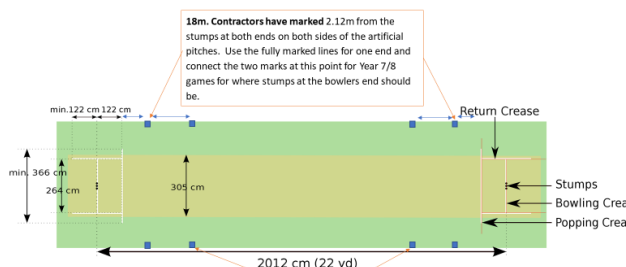 18m. Contractors have marked 2.12m from the
stumps at both ends on both sides of the artificial
pitches. Use the fully marked lines for one end and
connect the two marks at this point for Year 7/8
games for where stumps at the bowlers end should
be.
min.122 cm 122 cm
Return Crease
min. 366 cm
264 cm
305 cm
Stumps
Bowling Crea
Popping Crea
2012 cm (22 yd)